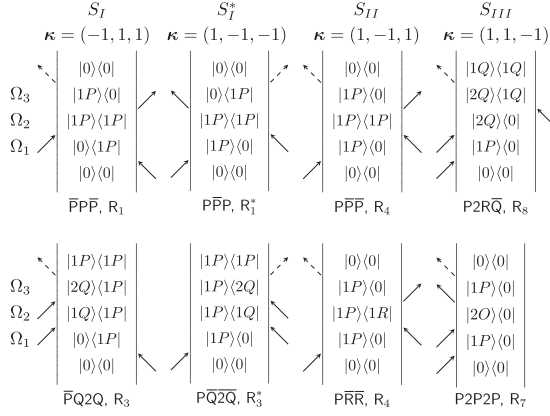 S_I S_I^* S_{II} S_{III}
κ = (−1, 1, 1) κ = (1, −1, −1) κ = (1, −1, 1) κ = (1, 1, −1)
|0⟩⟨0| |0⟩⟨0| |0⟩⟨0| |1Q⟩⟨1Q|
Ω₃ |1P⟩⟨0| |0⟩⟨1P| |1P⟩⟨0| |2Q⟩⟨1Q|
Ω₂ |1P⟩⟨1P| |1P⟩⟨1P| |1P⟩⟨1P| |2Q⟩⟨0|
Ω₁ |0⟩⟨1P| |1P⟩⟨0| |1P⟩⟨0| |1P⟩⟨0|
|0⟩⟨0| |0⟩⟨0| |0⟩⟨0| |0⟩⟨0|
P̅PP̅, R₁ PP̅P, R₁* PP̅P̅, R₄ P2RQ̅, R₈
|1P⟩⟨1P| |1P⟩⟨1P| |0⟩⟨0| |0⟩⟨0|
Ω₃ |2Q⟩⟨1P| |1P⟩⟨2Q| |1P⟩⟨0| |1P⟩⟨0|
Ω₂ |1Q⟩⟨1P| |1P⟩⟨1Q| |1P⟩⟨1R| |2O⟩⟨0|
Ω₁ |0⟩⟨1P| |1P⟩⟨0| |1P⟩⟨0| |1P⟩⟨0|
|0⟩⟨0| |0⟩⟨0| |0⟩⟨0| |0⟩⟨0|
P̅Q2Q, R₃ PQ̅2̅Q̅, R₃* PR̅R̅, R₄ P2P2P, R₇